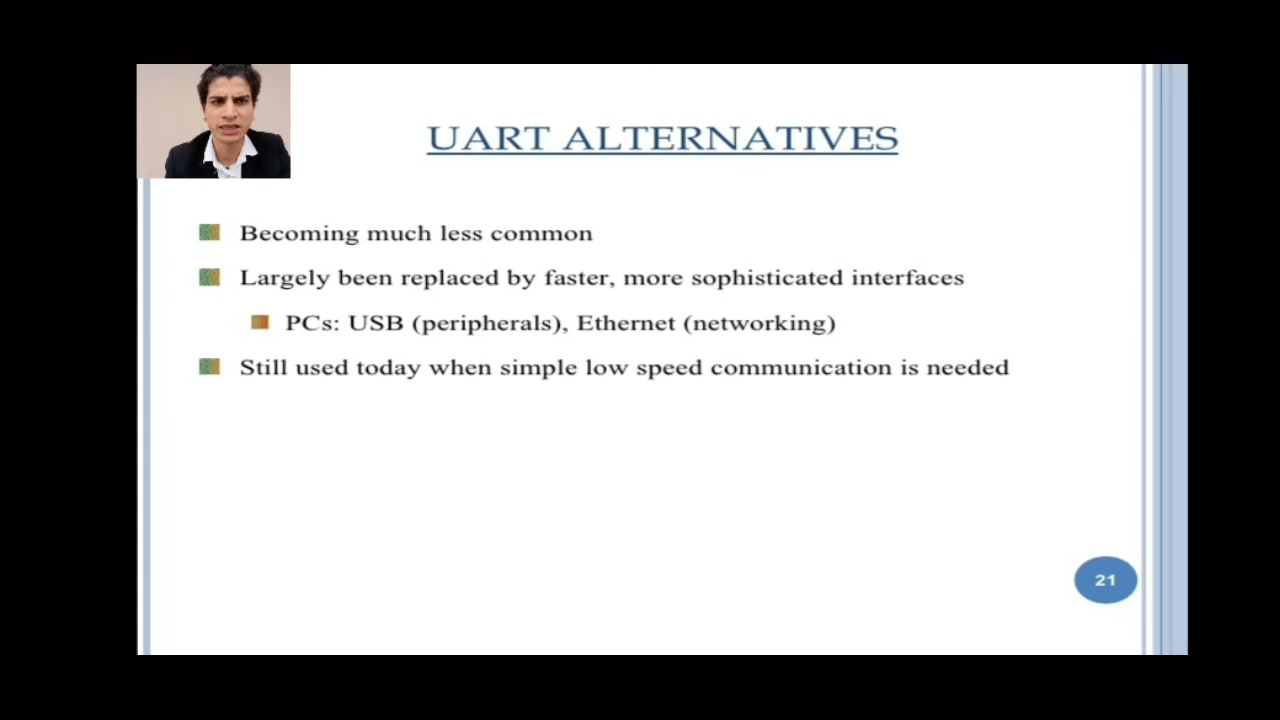 UART ALTERNATIVES
Becoming much less common
Largely been replaced by faster, more sophisticated interfaces
PCs: USB (peripherals), Ethernet (networking)
Still used today when simple low speed communication is needed
21